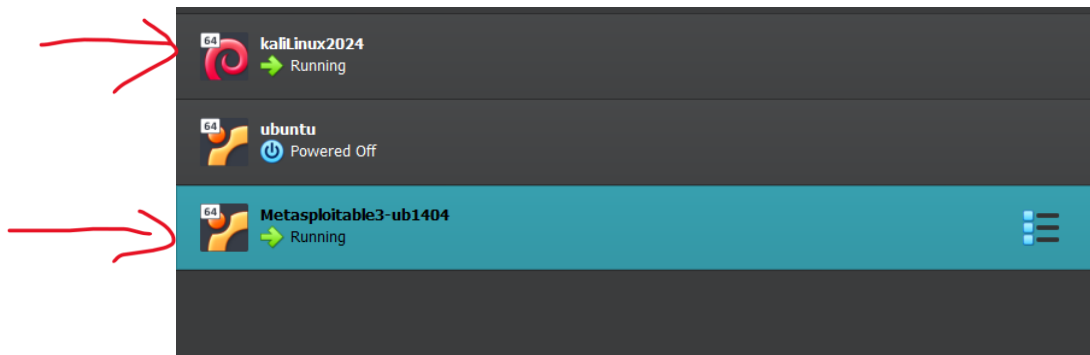 64
kaliLinux2024
Running
64
ubuntu
Powered Off
64
Metasploitable3-ub1404
Running